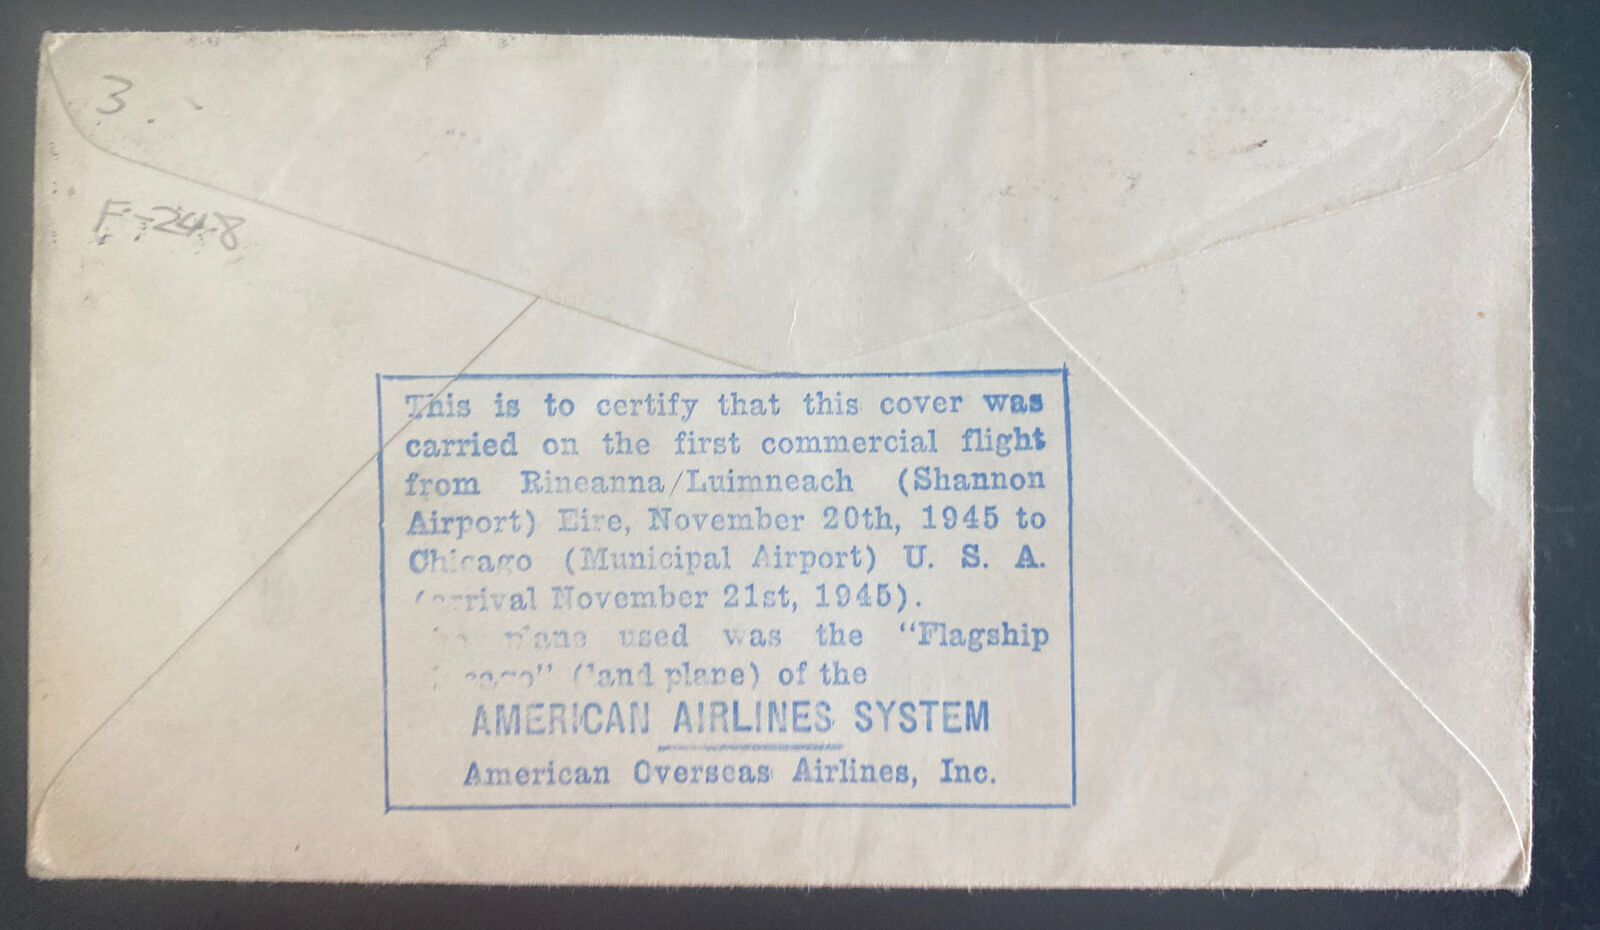 3
F-248
This is to certify that this cover was
carried on the first commercial flight
from Rineanna/Luimneach (Shannon
Airport) Eire, November 20th, 1945 to
Chicago (Municipal Airport) U. S. A.
(arrival November 21st, 1945).
plane used was the "Flagship
(land plane) of the
AMERICAN AIRLINES SYSTEM
American Overseas Airlines, Inc.